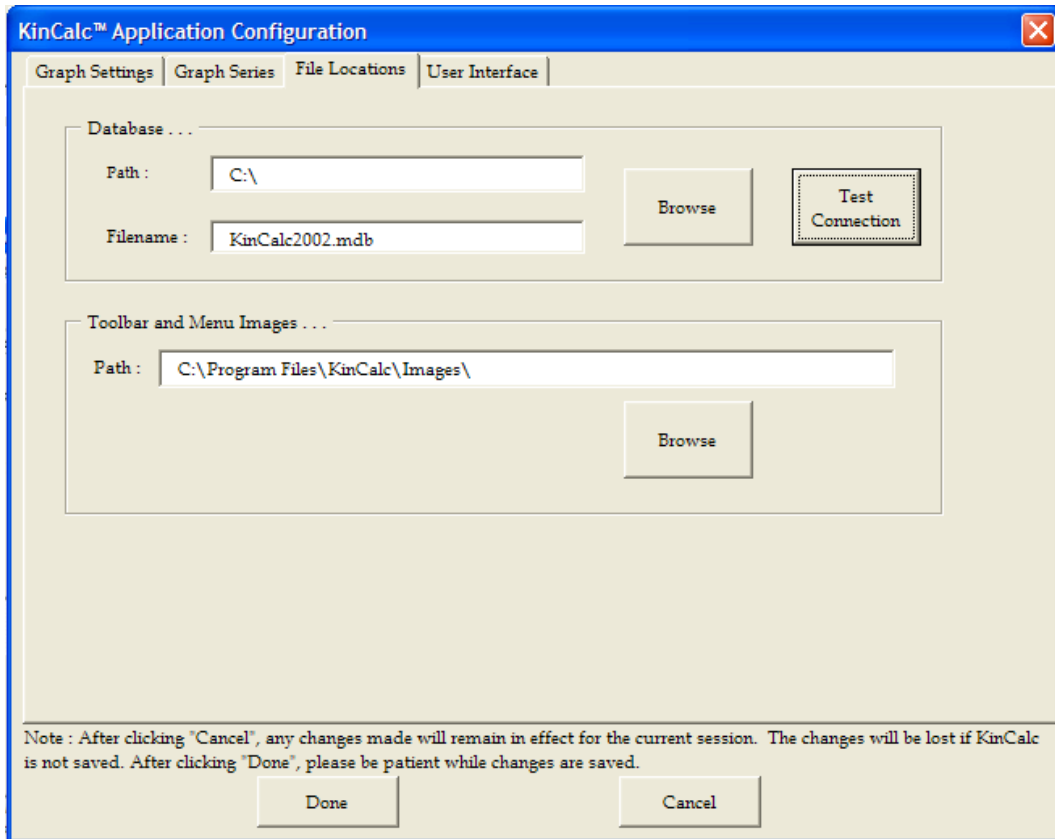 KinCalc™ Application Configuration
Graph Settings Graph Series File Locations User Interface
Database . . .
Path :
C:\
Filename :
KinCalc2002.mdb
Browse
Test
Connection
Toolbar and Menu Images . . .
Path :
C:\Program Files\KinCalc\Images\
Browse
Note : After clicking "Cancel", any changes made will remain in effect for the current session. The changes will be lost if KinCalc
is not saved. After clicking "Done", please be patient while changes are saved.
Done
Cancel